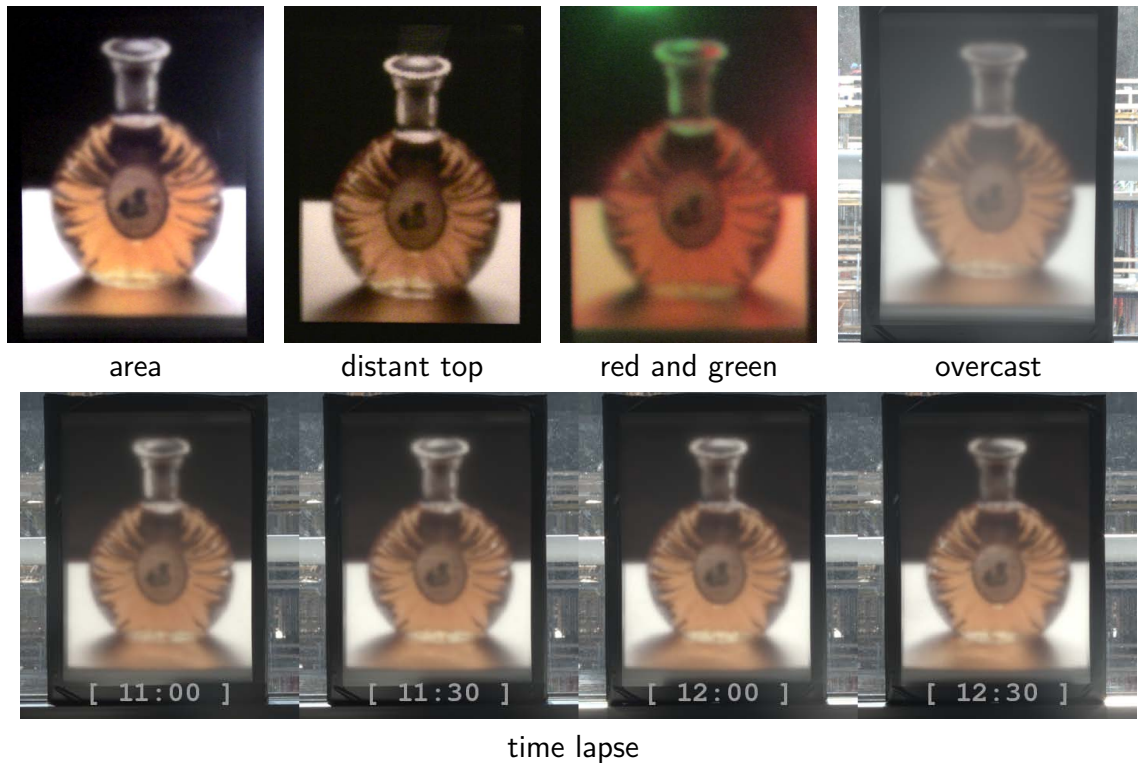 area
distant top
red and green
overcast
[ 11:00 ]
[ 11:30 ]
[ 12:00 ]
[ 12:30 ]
time lapse